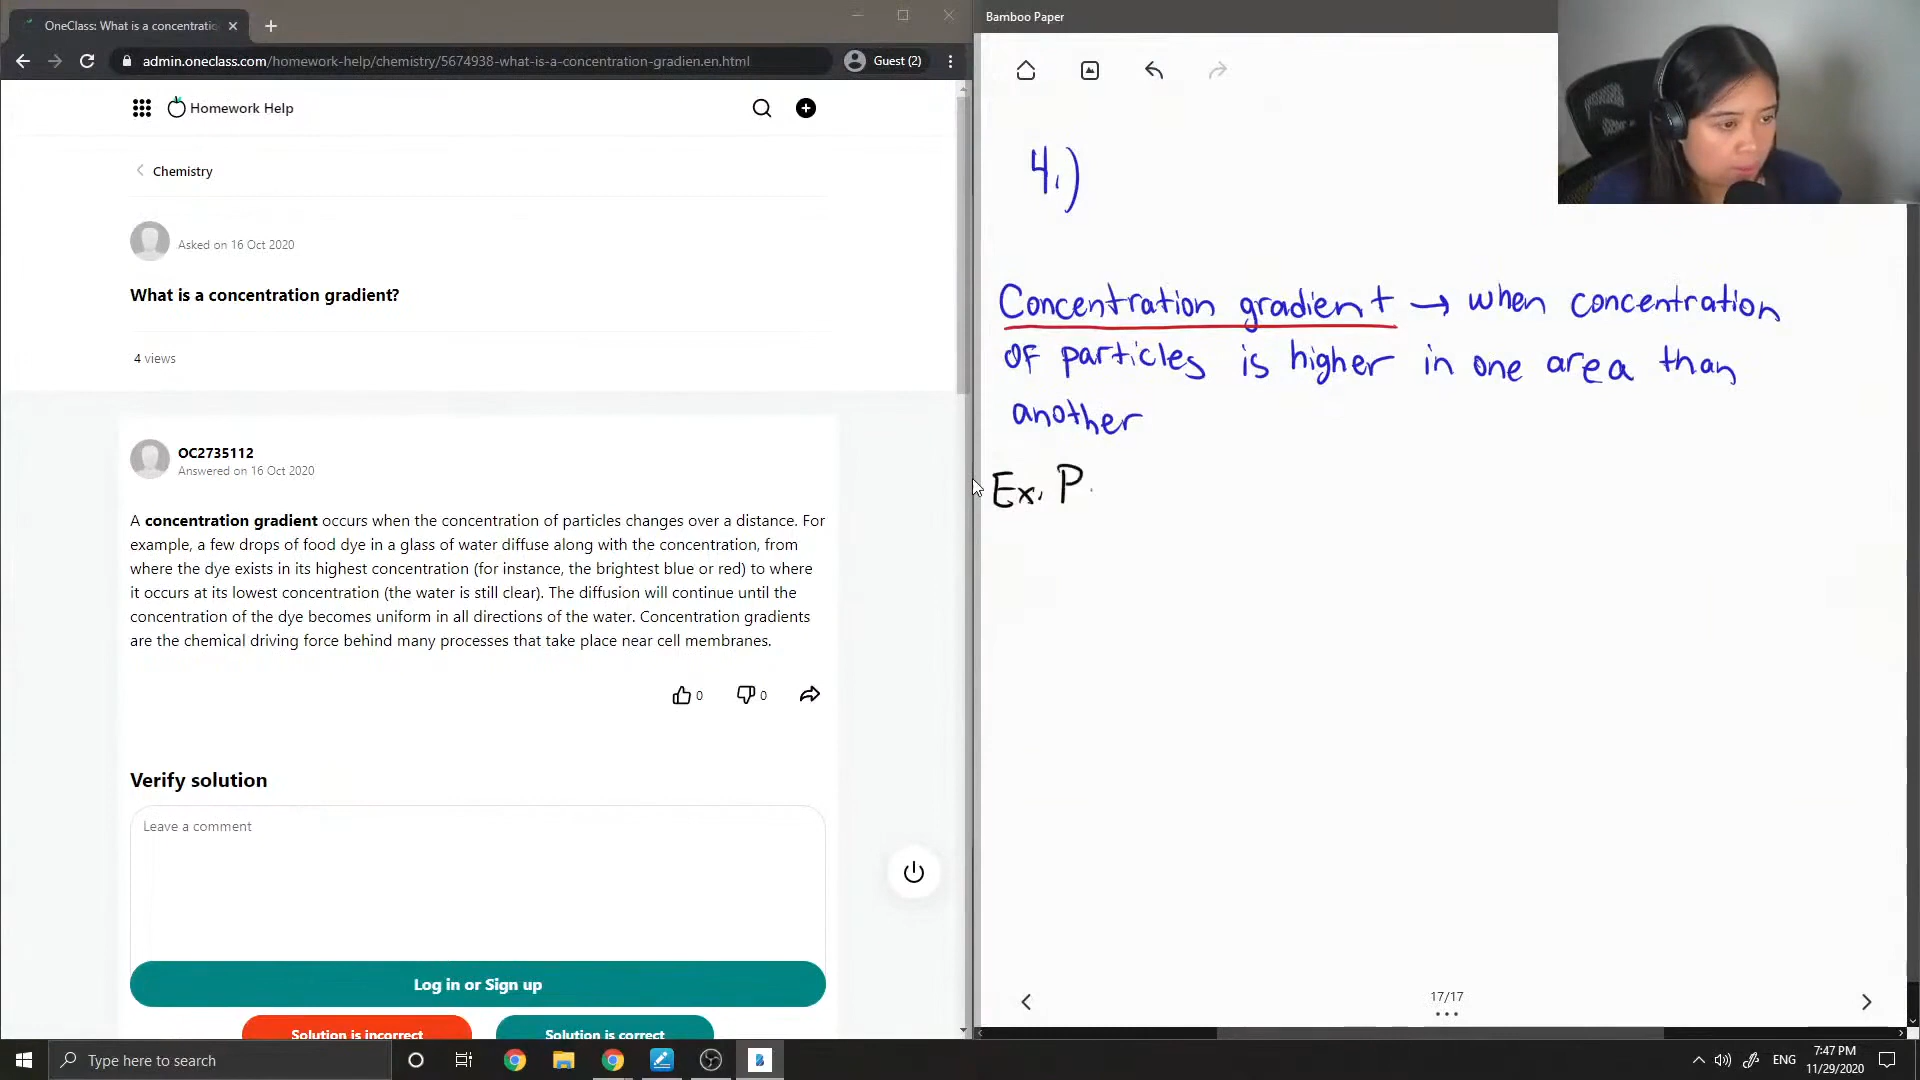 OneClass: What is a concentratio
Bamboo Paper
admin.oneclass.com/homework-help/chemistry/5674938-what-is-a-concentration-gradien.en.html
Guest (2)
Homework Help
Chemistry
Asked on 16 Oct 2020
What is a concentration gradient?
4 views
OC2735112
Answered on 16 Oct 2020
A concentration gradient occurs when the concentration of particles changes over a distance. For
example, a few drops of food dye in a glass of water diffuse along with the concentration, from
where the dye exists in its highest concentration (for instance, the brightest blue or red) to where
it occurs at its lowest concentration (the water is still clear). The diffusion will continue until the
concentration of the dye becomes uniform in all directions of the water. Concentration gradients
are the chemical driving force behind many processes that take place near cell membranes.
0 0
Verify solution
Leave a comment
Log in or Sign up
Solution is incorrect Solution is correct
4.)
Concentration gradient → when concentration
of particles is higher in one area than
another
Ex. P
17/17
Type here to search
ENG
7:47 PM
11/29/2020